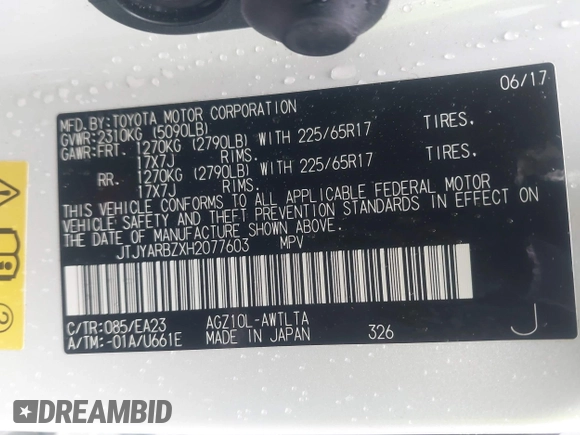 06/17
MFD.BY:TOYOTA MOTOR CORPORATION
GVWR:2310KG (5090LB)
GAWR:FRT. 1270KG (2790LB) WITH 225/65R17 TIRES.
17X7J RIMS.
RR. 1270KG (2790LB) WITH 225/65R17 TIRES.
17X7J RIMS.
THIS VEHICLE CONFORMS TO ALL APPLICABLE FEDERAL MOTOR
VEHICLE SAFETY AND THEFT PREVENTION STANDARDS IN EFFECT ON
THE DATE OF MANUFACTURE SHOWN ABOVE.
JTJYARBZXH2077603 MPV
C/TR:085/EA23 AGZ10L-AWTLTA
A/TM:-01A/U661E MADE IN JAPAN 326 J
2
DREAMBID